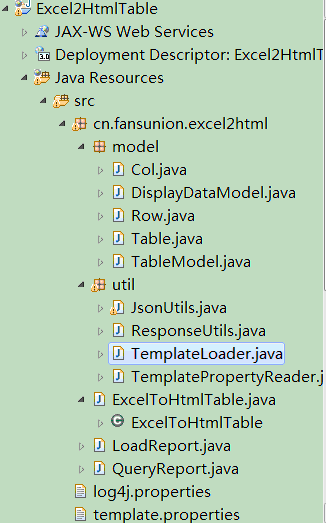 Excel2HtmlTable
JAX-WS Web Services
Deployment Descriptor: Excel2HtmlT
Java Resources
src
cn.fansunion.excel2html
model
Col.java
DisplayDataModel.java
Row.java
Table.java
TableModel.java
util
JsonUtils.java
ResponseUtils.java
TemplateLoader.java
TemplatePropertyReader.j
ExcelToHtmlTable.java
ExcelToHtmlTable
LoadReport.java
QueryReport.java
log4j.properties
template.properties